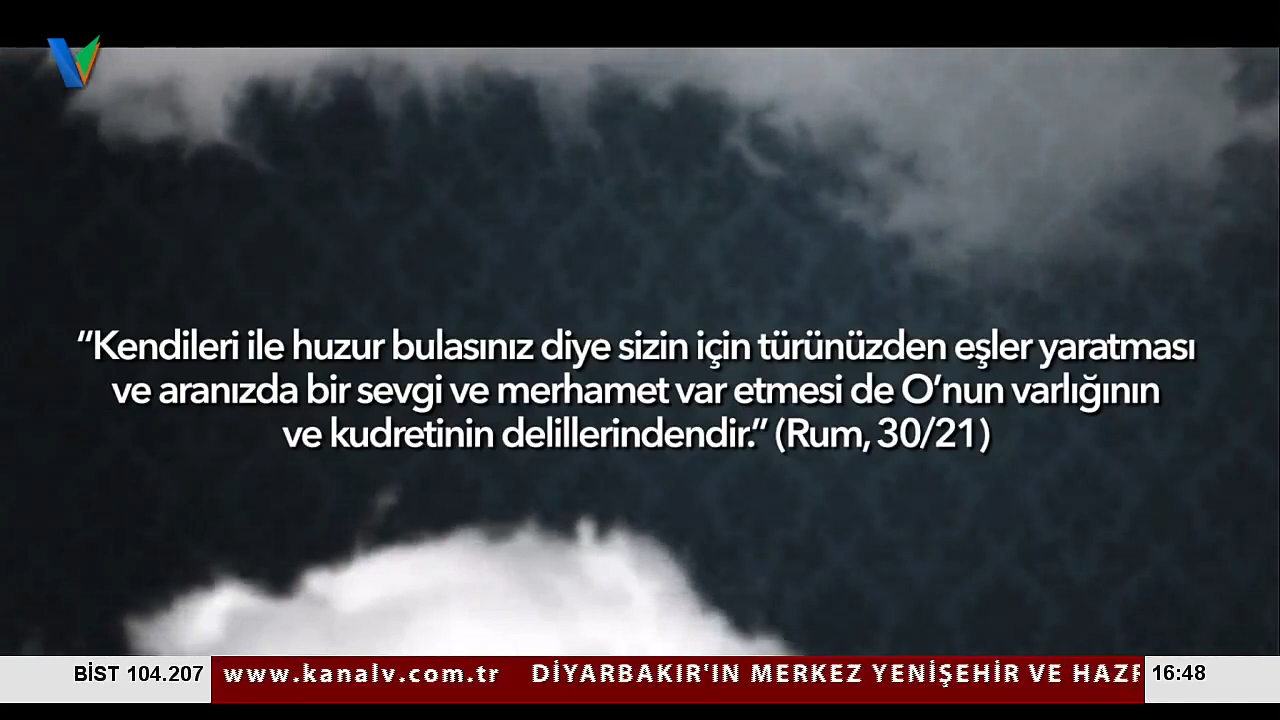 “Kendileri ile huzur bulasınız diye sizin için türünüzden eşler yaratması
ve aranızda bir sevgi ve merhamet var etmesi de O’nun varlığının
ve kudretinin delillerindendir.” (Rum, 30/21)
BİST 104.207 www.kanalv.com.tr DİYARBAKIR'IN MERKEZ YENİŞEHİR VE 16:48